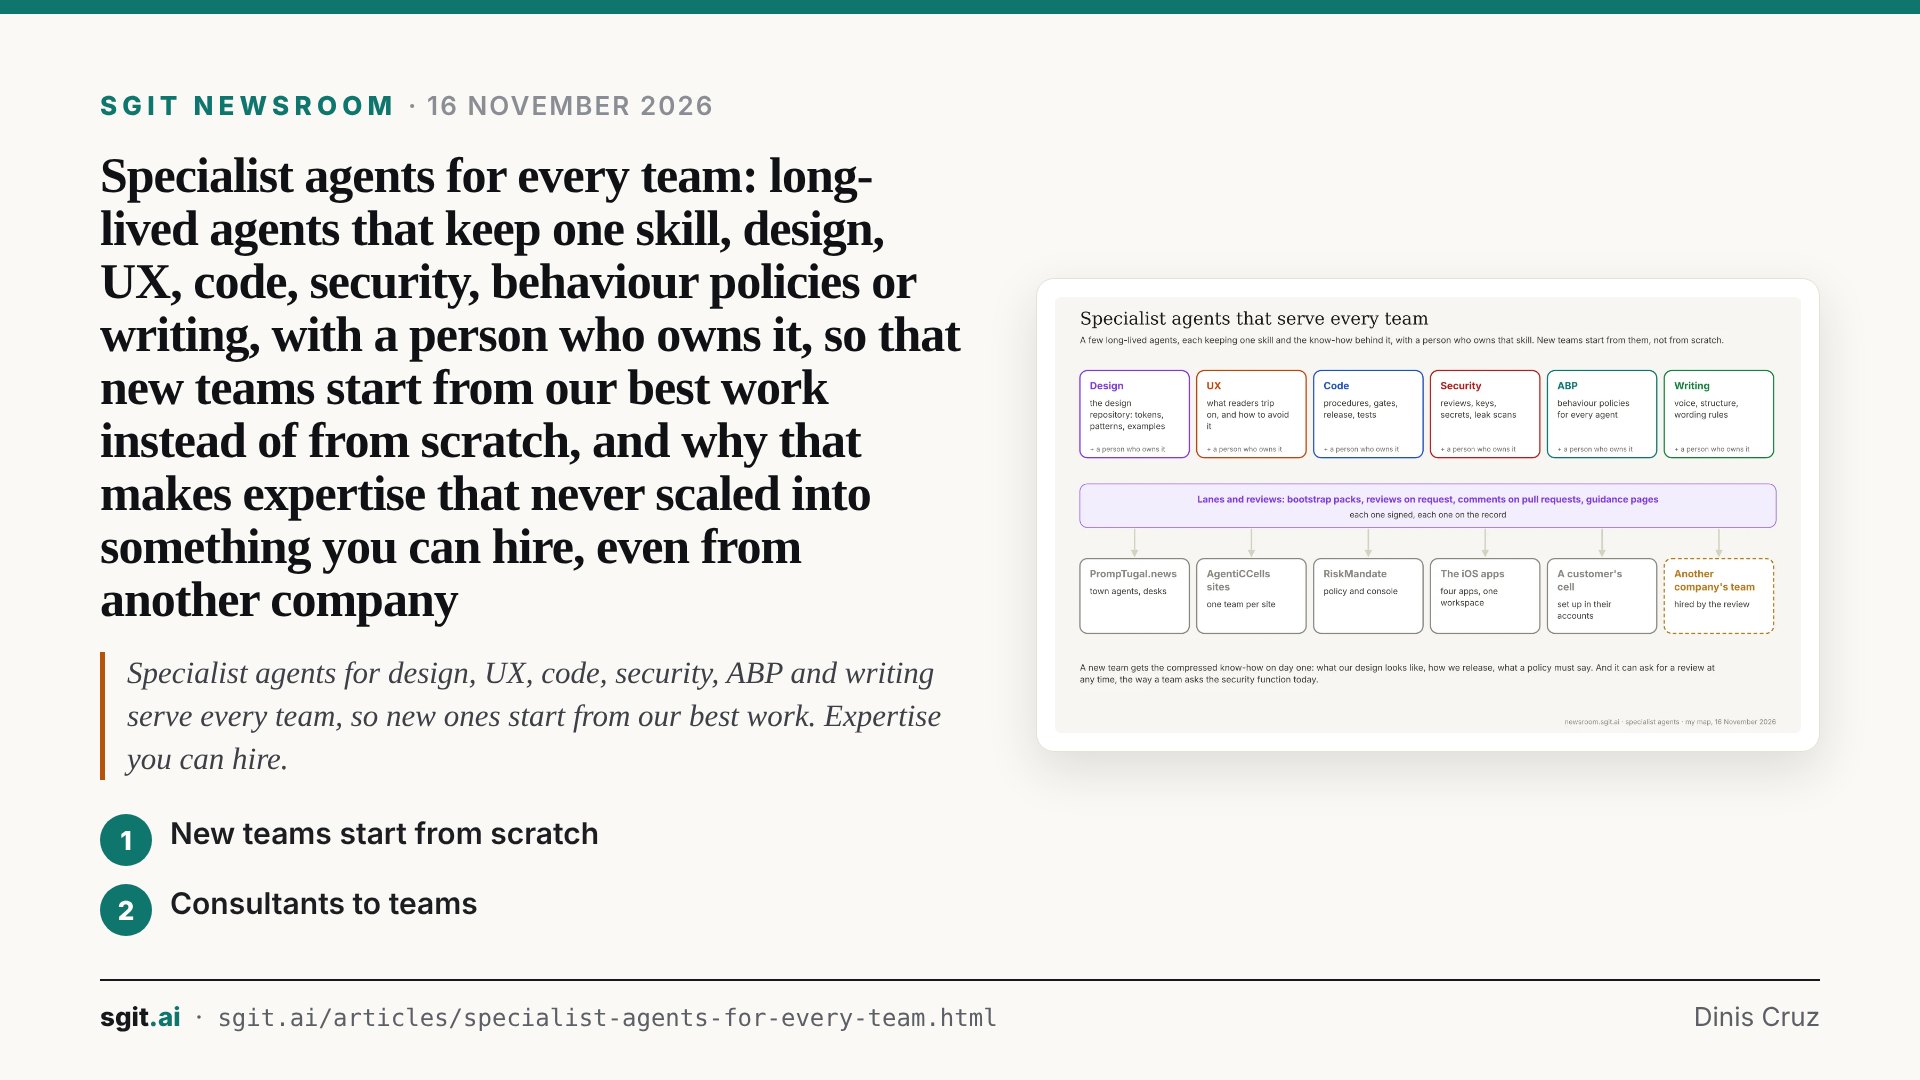 SGIT NEWSROOM · 16 NOVEMBER 2026
Specialist agents for every team: long-
lived agents that keep one skill, design,
UX, code, security, behaviour policies or
writing, with a person who owns it, so that
new teams start from our best work
instead of from scratch, and why that
makes expertise that never scaled into
something you can hire, even from
another company
Specialist agents for design, UX, code, security, ABP and writing
serve every team, so new ones start from our best work. Expertise
you can hire.
1 New teams start from scratch
2 Consultants to teams
Specialist agents that serve every team
A few long-lived agents, each keeping one skill and the know-how behind it, with a person who owns that skill. New teams start from them, not from scratch.
Design
the design
repository: tokens,
patterns, examples
+ a person who owns it
UX
what readers trip
on, and how to avoid
it
+ a person who owns it
Code
procedures, gates,
release, tests
+ a person who owns it
Security
reviews, keys,
secrets, leak scans
+ a person who owns it
ABP
behaviour policies
for every agent
+ a person who owns it
Writing
voice, structure,
wording rules
+ a person who owns it
Lanes and reviews: bootstrap packs, reviews on request, comments on pull requests, guidance pages
each one signed, each one on the record
PrompTugal.news
town agents, desks
AgentiCCells
sites
one team per site
RiskMandate
policy and console
The iOS apps
four apps, one
workspace
A customer's
cell
set up in their
accounts
Another
company's team
hired by the review
A new team gets the compressed know-how on day one: what our design looks like, how we release, what a policy must say. And it can ask for a review at
any time, the way a team asks the security function today.
newsroom.sgit.ai · specialist agents · my map, 16 November 2026
sgit.ai · sgit.ai/articles/specialist-agents-for-every-team.html
Dinis Cruz